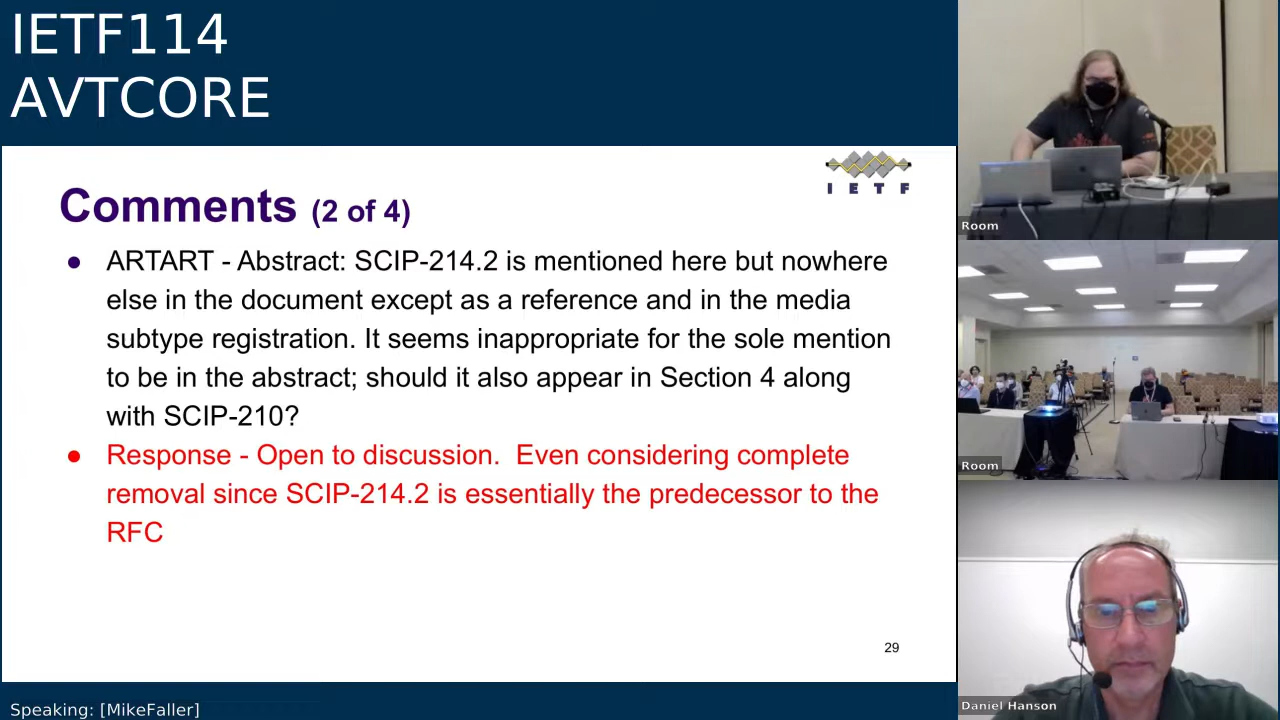 IETF114
AVTCORE
I E T F
Comments (2 of 4)
● ARTART - Abstract: SCIP-214.2 is mentioned here but nowhere
else in the document except as a reference and in the media
subtype registration. It seems inappropriate for the sole mention
to be in the abstract; should it also appear in Section 4 along
with SCIP-210?
● Response - Open to discussion.  Even considering complete
removal since SCIP-214.2 is essentially the predecessor to the
RFC
29
Speaking: [MikeFaller]
Room
Room
Daniel Hanson